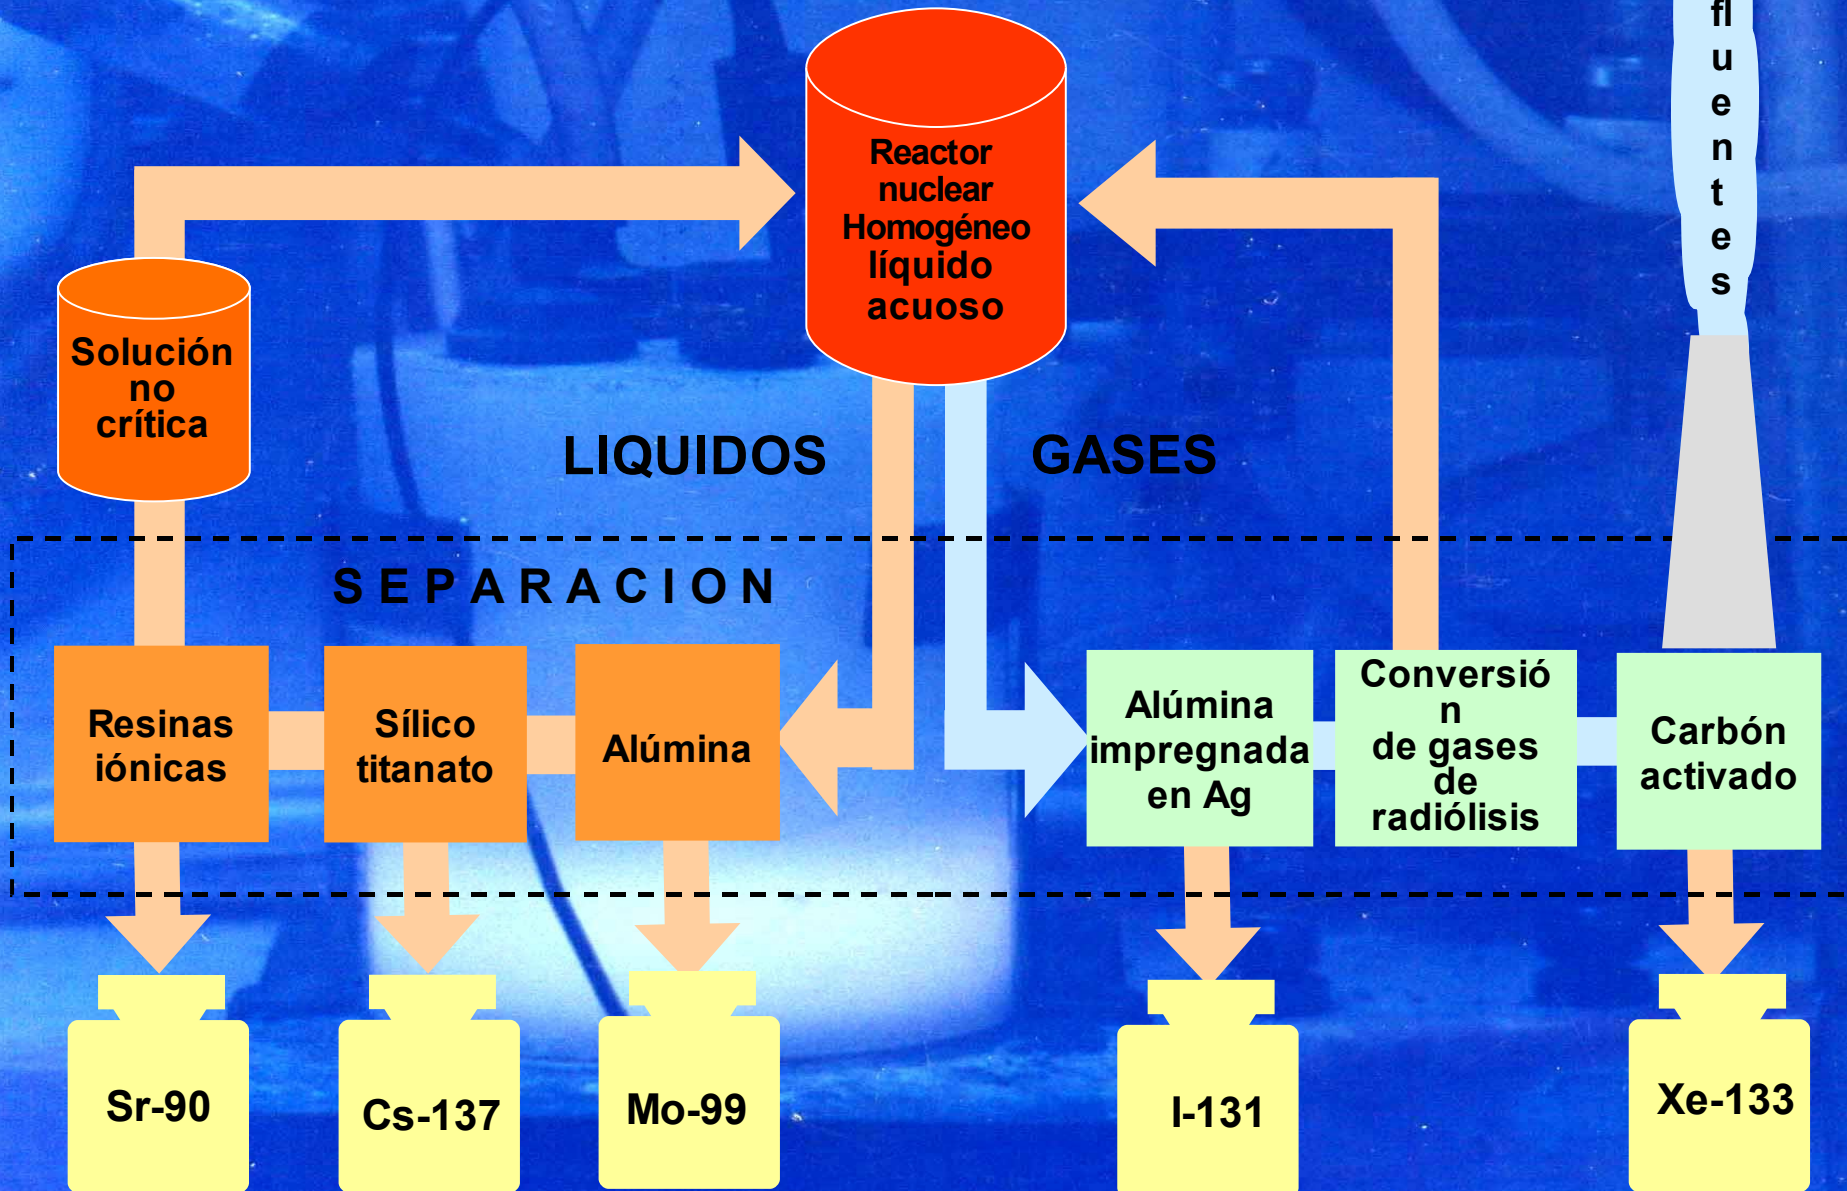 fl
u
e
n
t
e
s
Reactor
nuclear
Homogéneo
líquido
acuoso
Solución
no
crítica
LIQUIDOS
GASES
S E P A R A C I O N
Resinas
iónicas
Sílico
titanato
Alúmina
Alúmina
impregnada
en Ag
Conversió
n
de gases
de
radiólisis
Carbón
activado
Sr-90
Cs-137
Mo-99
I-131
Xe-133